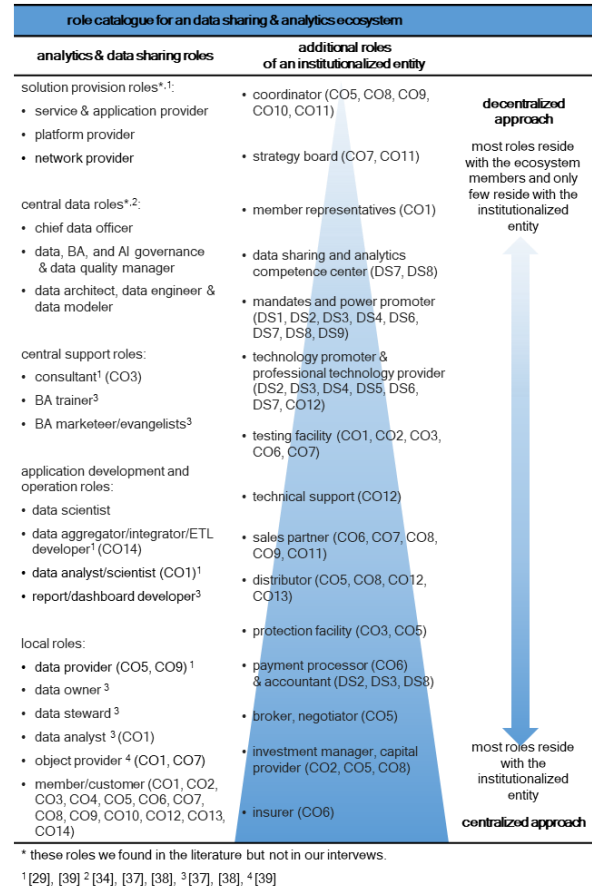 role catalogue for an data sharing & analytics ecosystem
analytics & data sharing roles
additional roles
of an institutionalized entity
solution provision roles*,1:
• service & application provider
• platform provider
• network provider
central data roles*,2:
• chief data officer
• data, BA, and AI governance
& data quality manager
• data architect, data engineer &
data modeler
central support roles:
• consultant1 (CO3)
• BA trainer3
• BA marketeer/evangelists3
application development and
operation roles:
• data scientist
• data aggregator/integrator/ETL
developer1 (CO14)
• data analyst/scientist (CO1)1
• report/dashboard developer3
local roles:
• data provider (CO5, CO9) 1
• data owner 3
• data steward 3
• data analyst 3 (CO1)
• object provider 4 (CO1, CO7)
• member/customer (CO1, CO2,
CO3, CO4, CO5, CO6, CO7,
CO8, CO9, CO10, CO12, CO13,
CO14)
• coordinator (CO5, CO8, CO9,
CO10, CO11)
• strategy board (CO7, CO11)
• member representatives (CO1)
• data sharing and analytics
competence center (DS7, DS8)
• mandates and power promoter
(DS1, DS2, DS3, DS4, DS6,
DS7, DS8, DS9)
• technology promoter &
professional technology provider
(DS2, DS3, DS4, DS5, DS6,
DS7, CO12)
• testing facility (CO1, CO2, CO3,
CO6, CO7)
• technical support (CO12)
• sales partner (CO6, CO7, CO8,
CO9, CO11)
• distributor (CO5, CO8, CO12,
CO13)
• protection facility (CO3, CO5)
• payment processor (CO6)
& accountant (DS2, DS3, DS8)
• broker, negotiator (CO5)
• investment manager, capital
provider (CO2, CO5, CO8)
• insurer (CO6)
decentralized
approach
most roles reside
with the ecosystem
members and only
few reside with the
institutionalized
entity
most roles reside
with the
institutionalized
entity
centralized approach
* these roles we found in the literature but not in our intervews.
1 [29], [39] 2 [34], [37], [38], 3 [37], [38], 4 [39]